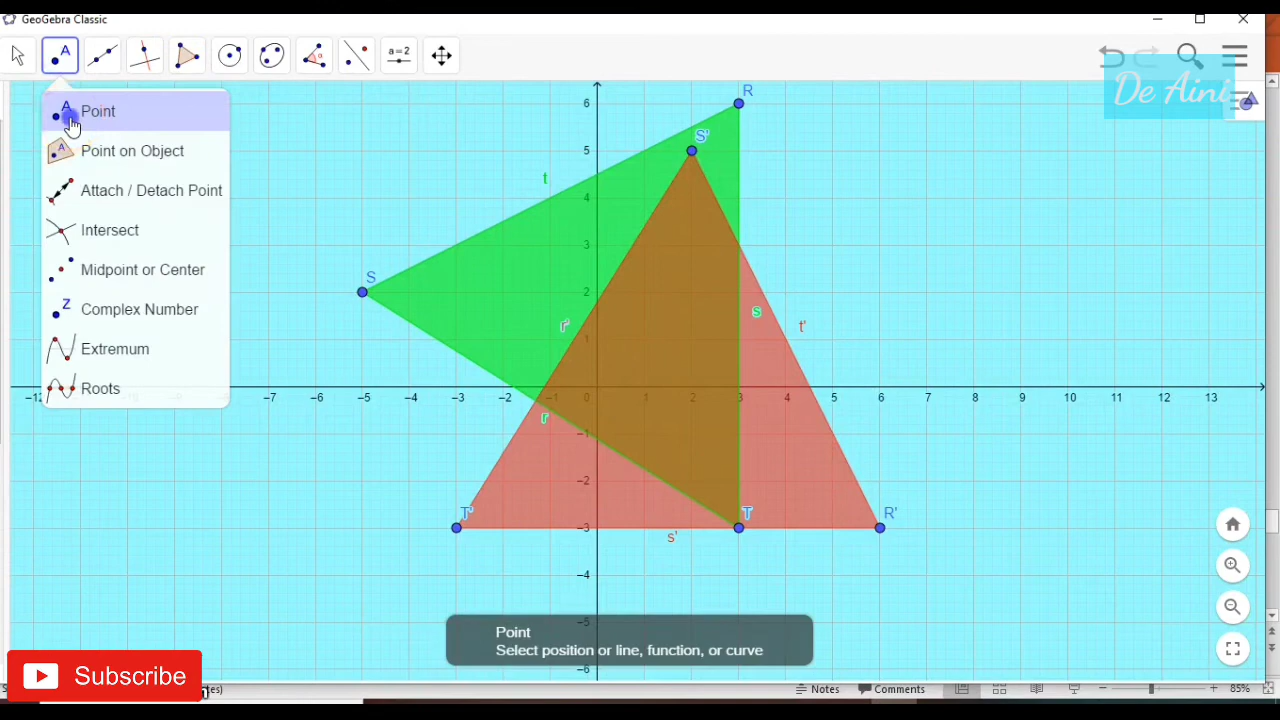 GeoGebra Classic
A
α
a=2
De Aini
A
Point
A
Point on Object
Attach / Detach Point
Intersect
Midpoint or Center
Z
Complex Number
Extremum
Roots
R
S'
t
S
r'
s
t'
r
T'
T
R'
s'
6
5
4
3
2
1
0
-1
-2
-3
-4
-5
-6
-12
-7
-6
-5
-4
-3
-2
-1
1
2
3
4
5
6
7
8
9
10
11
12
13
Point
Select position or line, function, or curve
Subscribe
Notes
Comments
85%